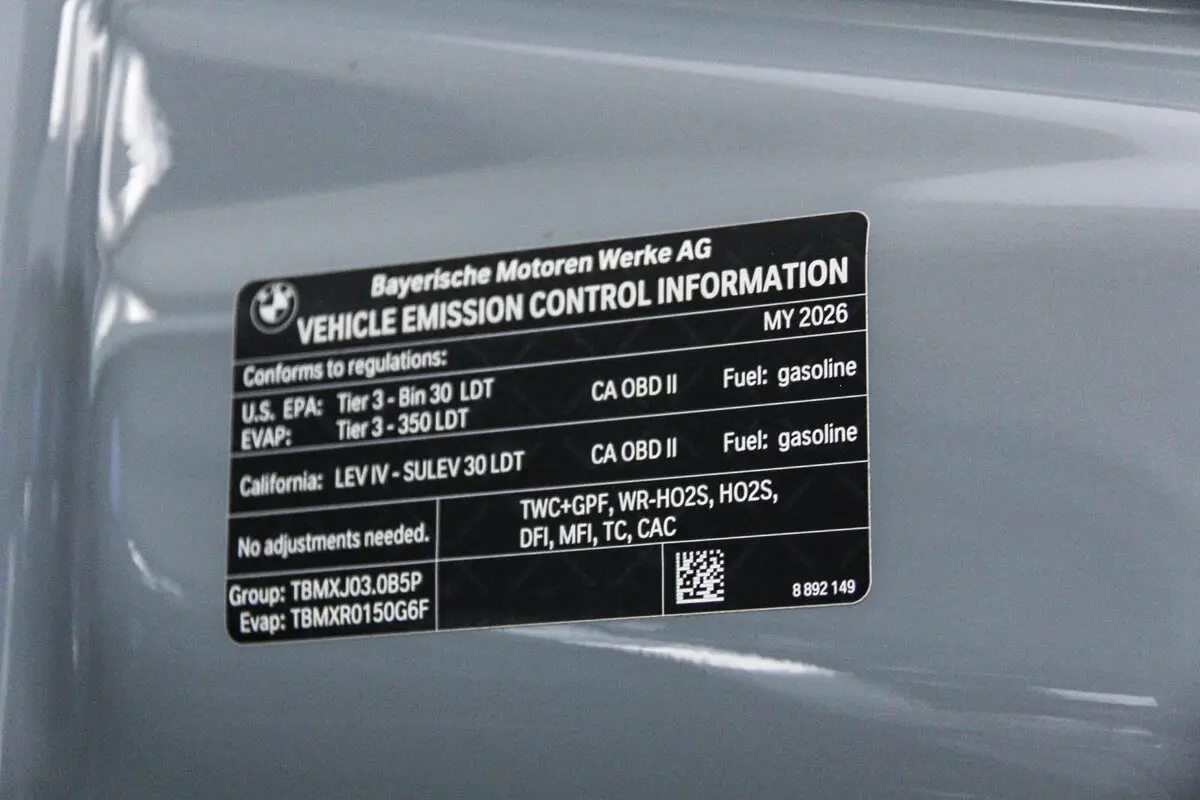 Bayerische Motoren Werke AG
VEHICLE EMISSION CONTROL INFORMATION
MY 2026
Conforms to regulations:
U.S. EPA: Tier 3 - Bin 30 LDT CA OBD II Fuel: gasoline
EVAP: Tier 3 - 350 LDT
California: LEV IV - SULEV 30 LDT CA OBD II Fuel: gasoline
No adjustments needed.
TWC+GPF, WR-HO2S, HO2S,
DFI, MFI, TC, CAC
Group: TBMXJ03.0B5P
Evap: TBMXR0150G6F
8 892 149